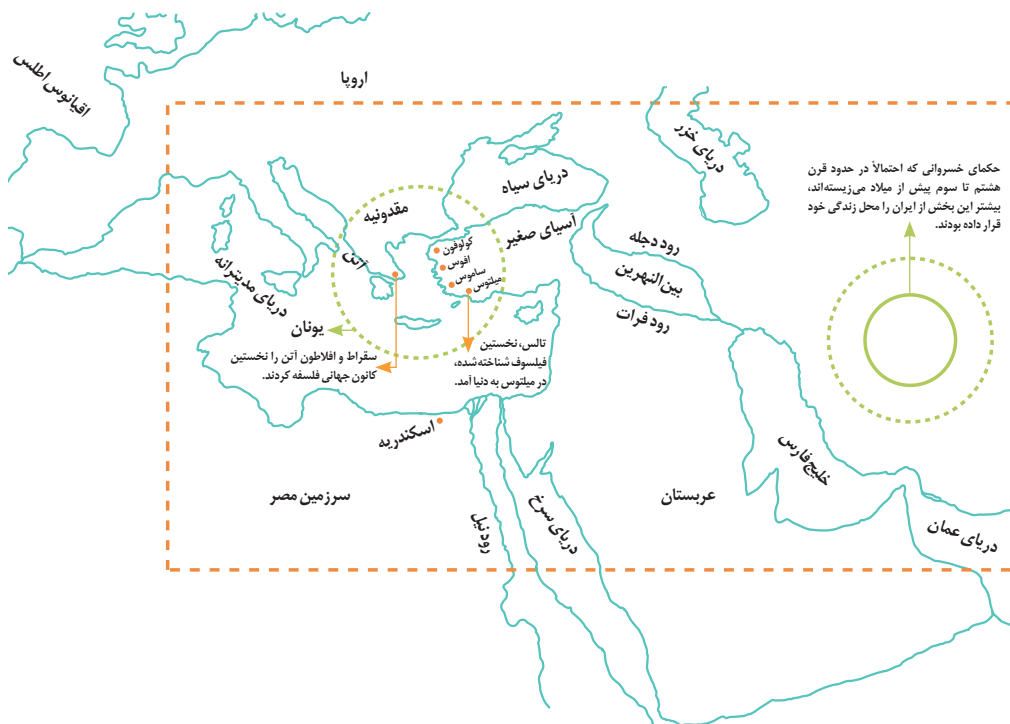 اروپا
اقیانوس اطلس
دریای خزر
دریای سیاه
مقدونیه
آسیای صغیر
کولوفون
افوس
ساموس
میلتوس
آتن
دریای مدیترانه
یونان
رود دجله
بین‌النهرین
رود فرات
حکمای خسروانی که احتمالاً در حدود قرن
هشتم تا سوم پیش از میلاد می‌زیسته‌اند،
بیشتر این بخش از ایران را محل زندگی خود
قرار داده بودند.
سقراط و افلاطون آتن را نخستین
کانون جهانی فلسفه کردند.
تالس، نخستین
فیلسوف شناخته‌شده،
در میلتوس به دنیا آمد.
اسکندریه
سرزمین مصر
رود نیل
دریای سرخ
عربستان
خلیج فارس
دریای عمان